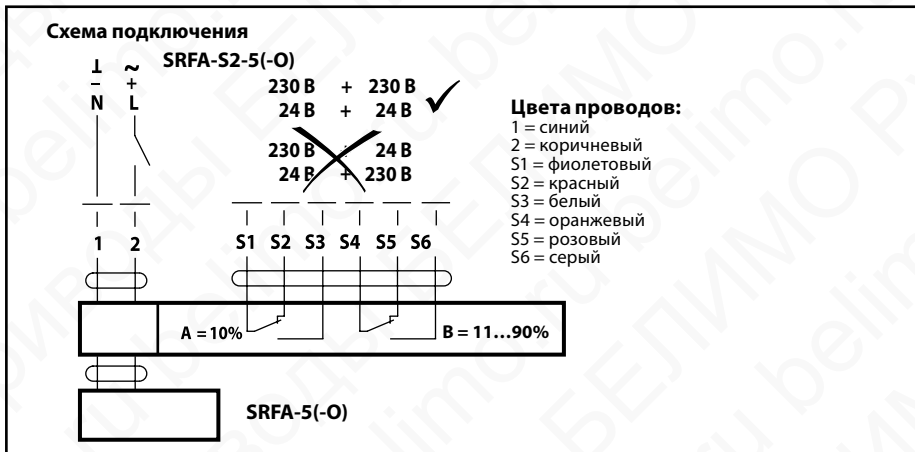 Схема подключения
SRFA-S2-5(-O)
⊥ ~
– +
N L
230 В + 230 В
24 В + 24 В
230 В + 24 В
24 В + 230 В
Цвета проводов:
1 = синий
2 = коричневый
S1 = фиолетовый
S2 = красный
S3 = белый
S4 = оранжевый
S5 = розовый
S6 = серый
1 2 S1 S2 S3 S4 S5 S6
A = 10% B = 11...90%
SRFA-5(-O)